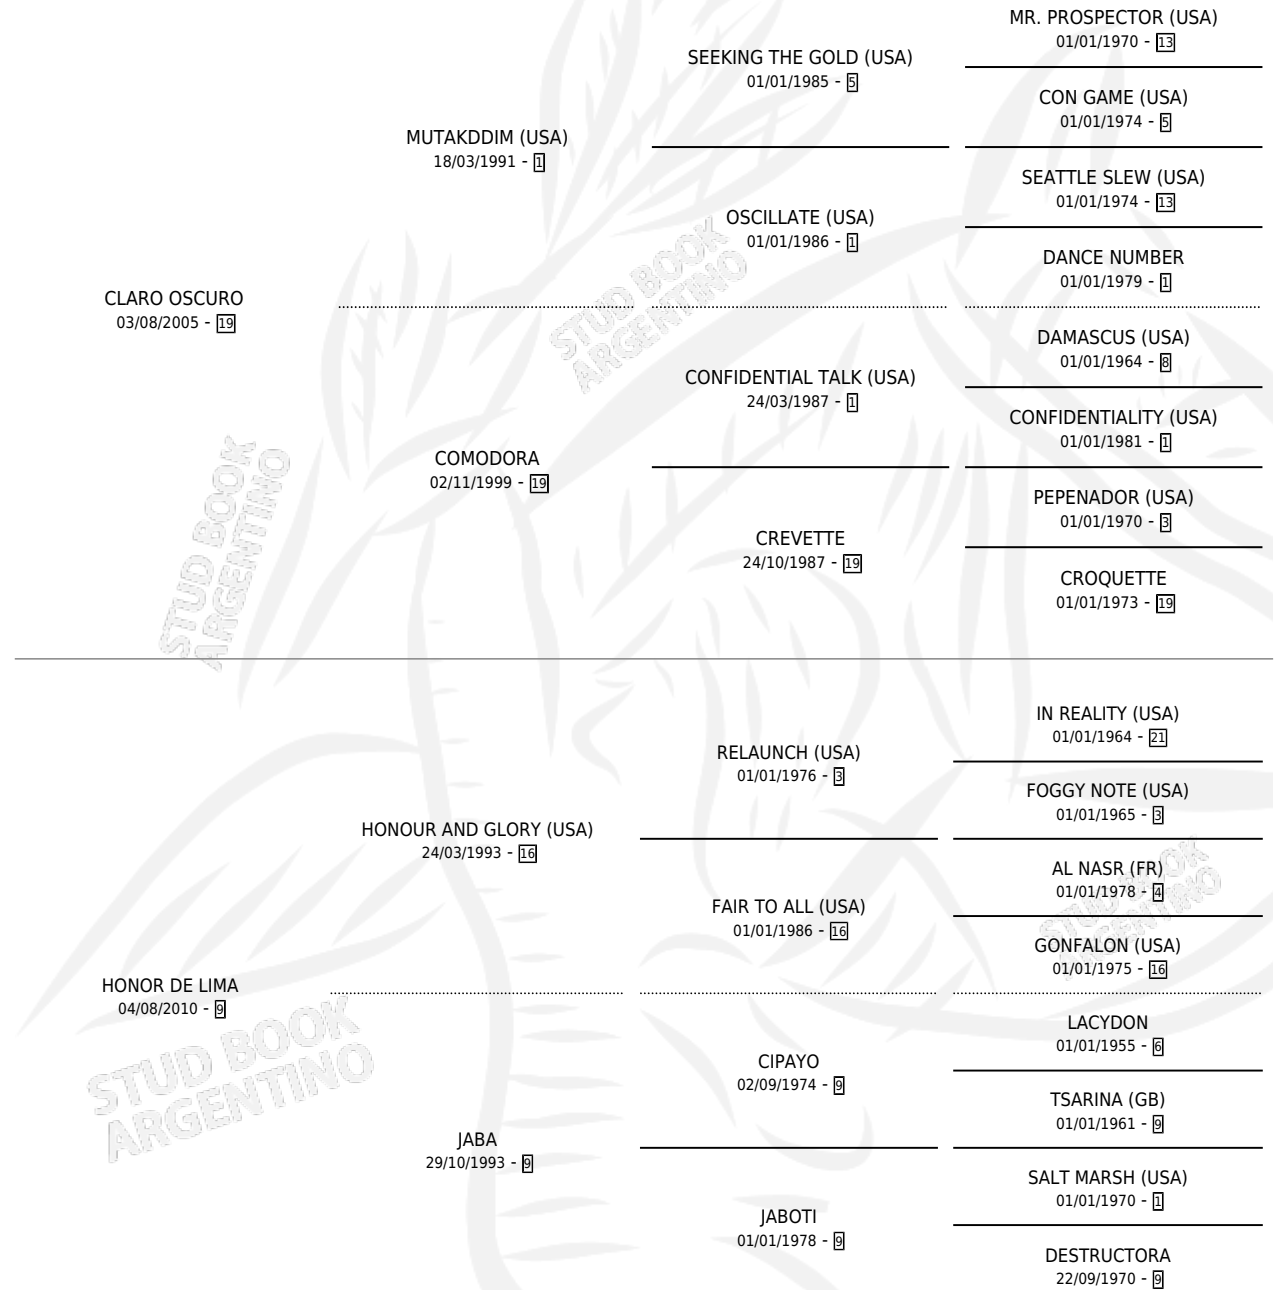 MR. PROSPECTOR (USA)
01/01/1970 - 13
SEEKING THE GOLD (USA)
01/01/1985 - 5
CON GAME (USA)
01/01/1974 - 5
MUTAKDDIM (USA)
18/03/1991 - 1
SEATTLE SLEW (USA)
01/01/1974 - 13
OSCILLATE (USA)
01/01/1986 - 1
DANCE NUMBER
01/01/1979 - 1
CLARO OSCURO
03/08/2005 - 19
STUD BOOK
ARGENTINO
DAMASCUS (USA)
01/01/1964 - 8
CONFIDENTIAL TALK (USA)
24/03/1987 - 1
CONFIDENTIALITY (USA)
01/01/1981 - 1
COMODORA
02/11/1999 - 19
PEPENADOR (USA)
01/01/1970 - 3
CREVETTE
24/10/1987 - 19
CROQUETTE
01/01/1973 - 19
STUD BOOK
ARGENTINO
IN REALITY (USA)
01/01/1964 - 21
RELAUNCH (USA)
01/01/1976 - 3
FOGGY NOTE (USA)
01/01/1965 - 3
HONOUR AND GLORY (USA)
24/03/1993 - 16
AL NASR (FR)
01/01/1978 - 4
FAIR TO ALL (USA)
01/01/1986 - 16
STUD BOOK
ARGENTINO
GONFALON (USA)
01/01/1975 - 16
HONOR DE LIMA
04/08/2010 - 9
LACYDON
01/01/1955 - 6
CIPAYO
02/09/1974 - 9
STUD BOOK
ARGENTINO
TSARINA (GB)
01/01/1961 - 9
JABA
29/10/1993 - 9
SALT MARSH (USA)
01/01/1970 - 1
JABOTI
01/01/1978 - 9
DESTRUCTORA
22/09/1970 - 9